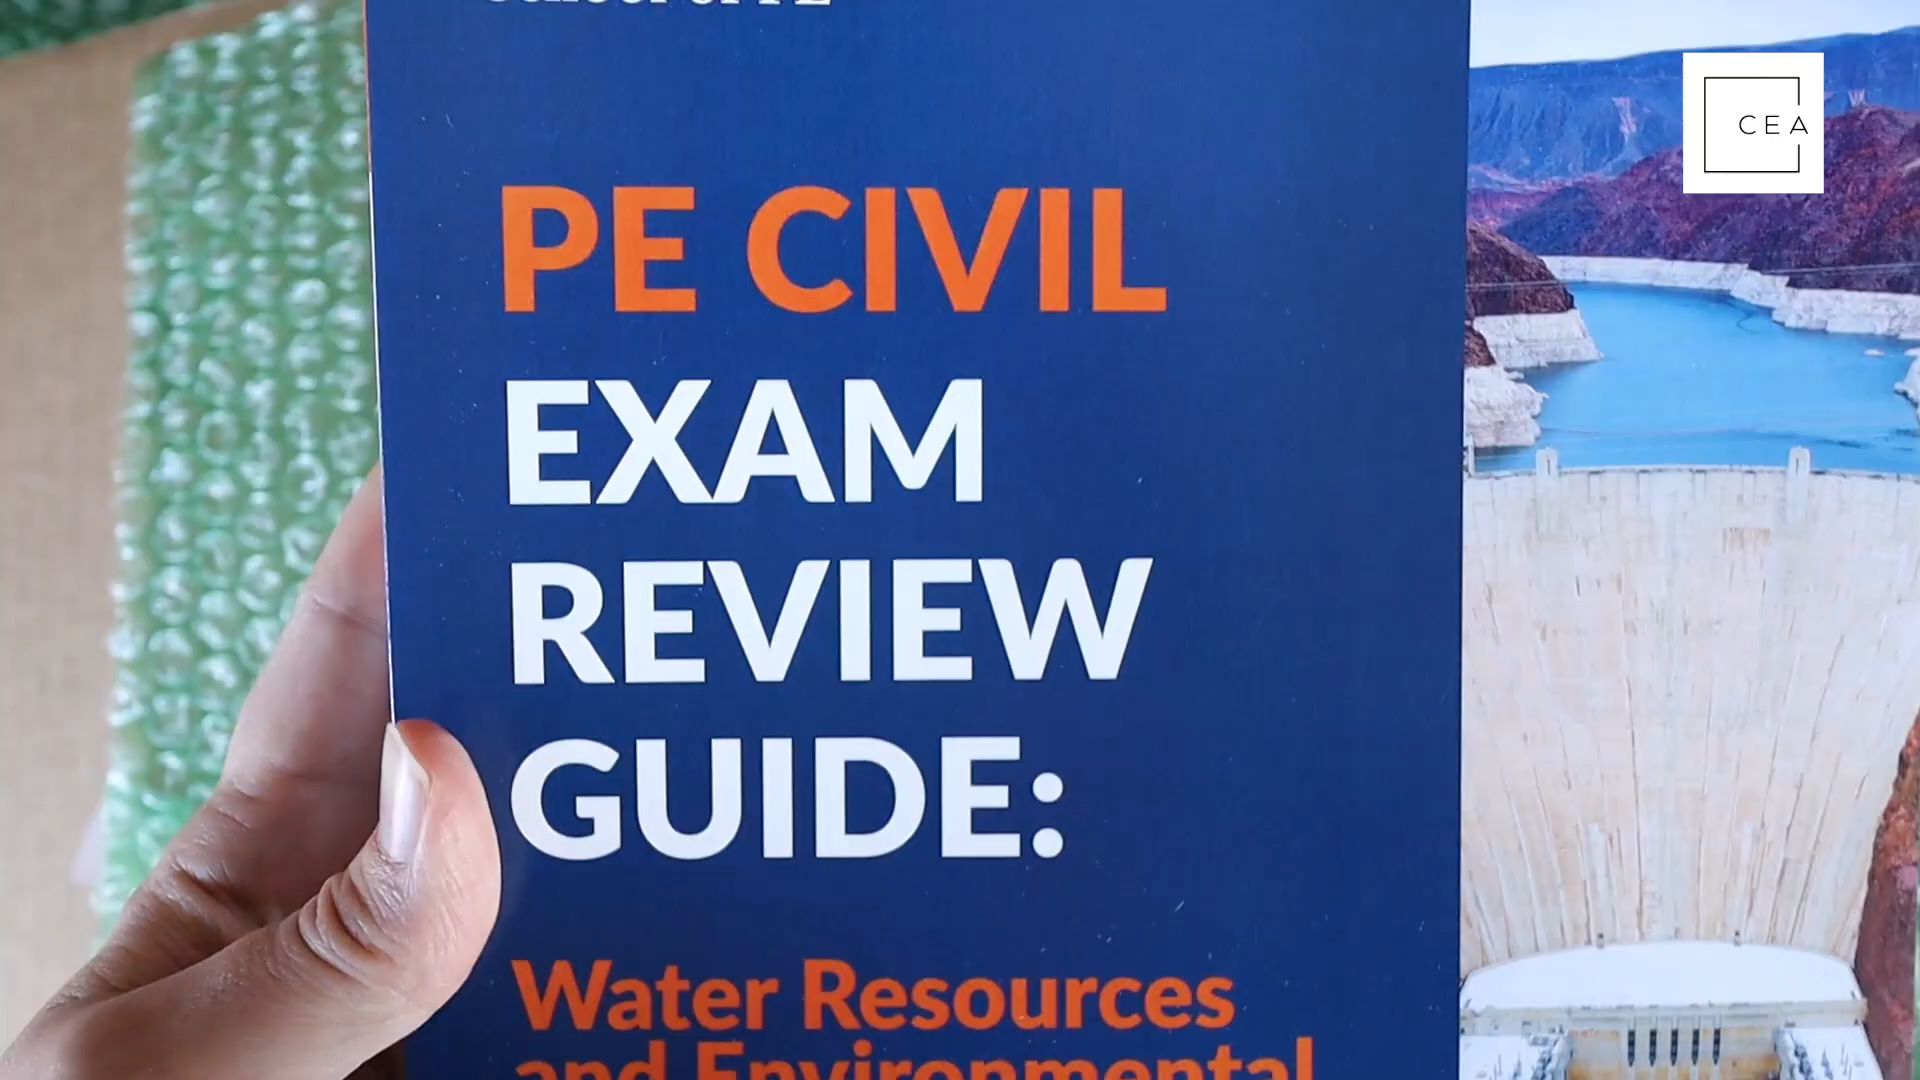 CEA
PE CIVIL
EXAM
REVIEW
GUIDE:
Water Resources
and Environmental